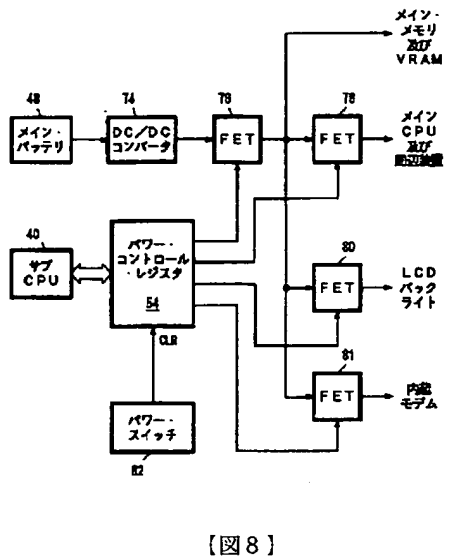 メイン・
メモリ
及び
VRAM
48
74
79
78
メイン・
バッテリ
DC/DC
コンバータ
FET
FET
メイン
CPU
及び
周辺装置
40
サブ
CPU
パワー・
コントロール
・レジスタ
54
80
FET
LCD
バック
ライト
CLR
81
FET
内蔵
モデム
パワー・
スイッチ
82
【図8】